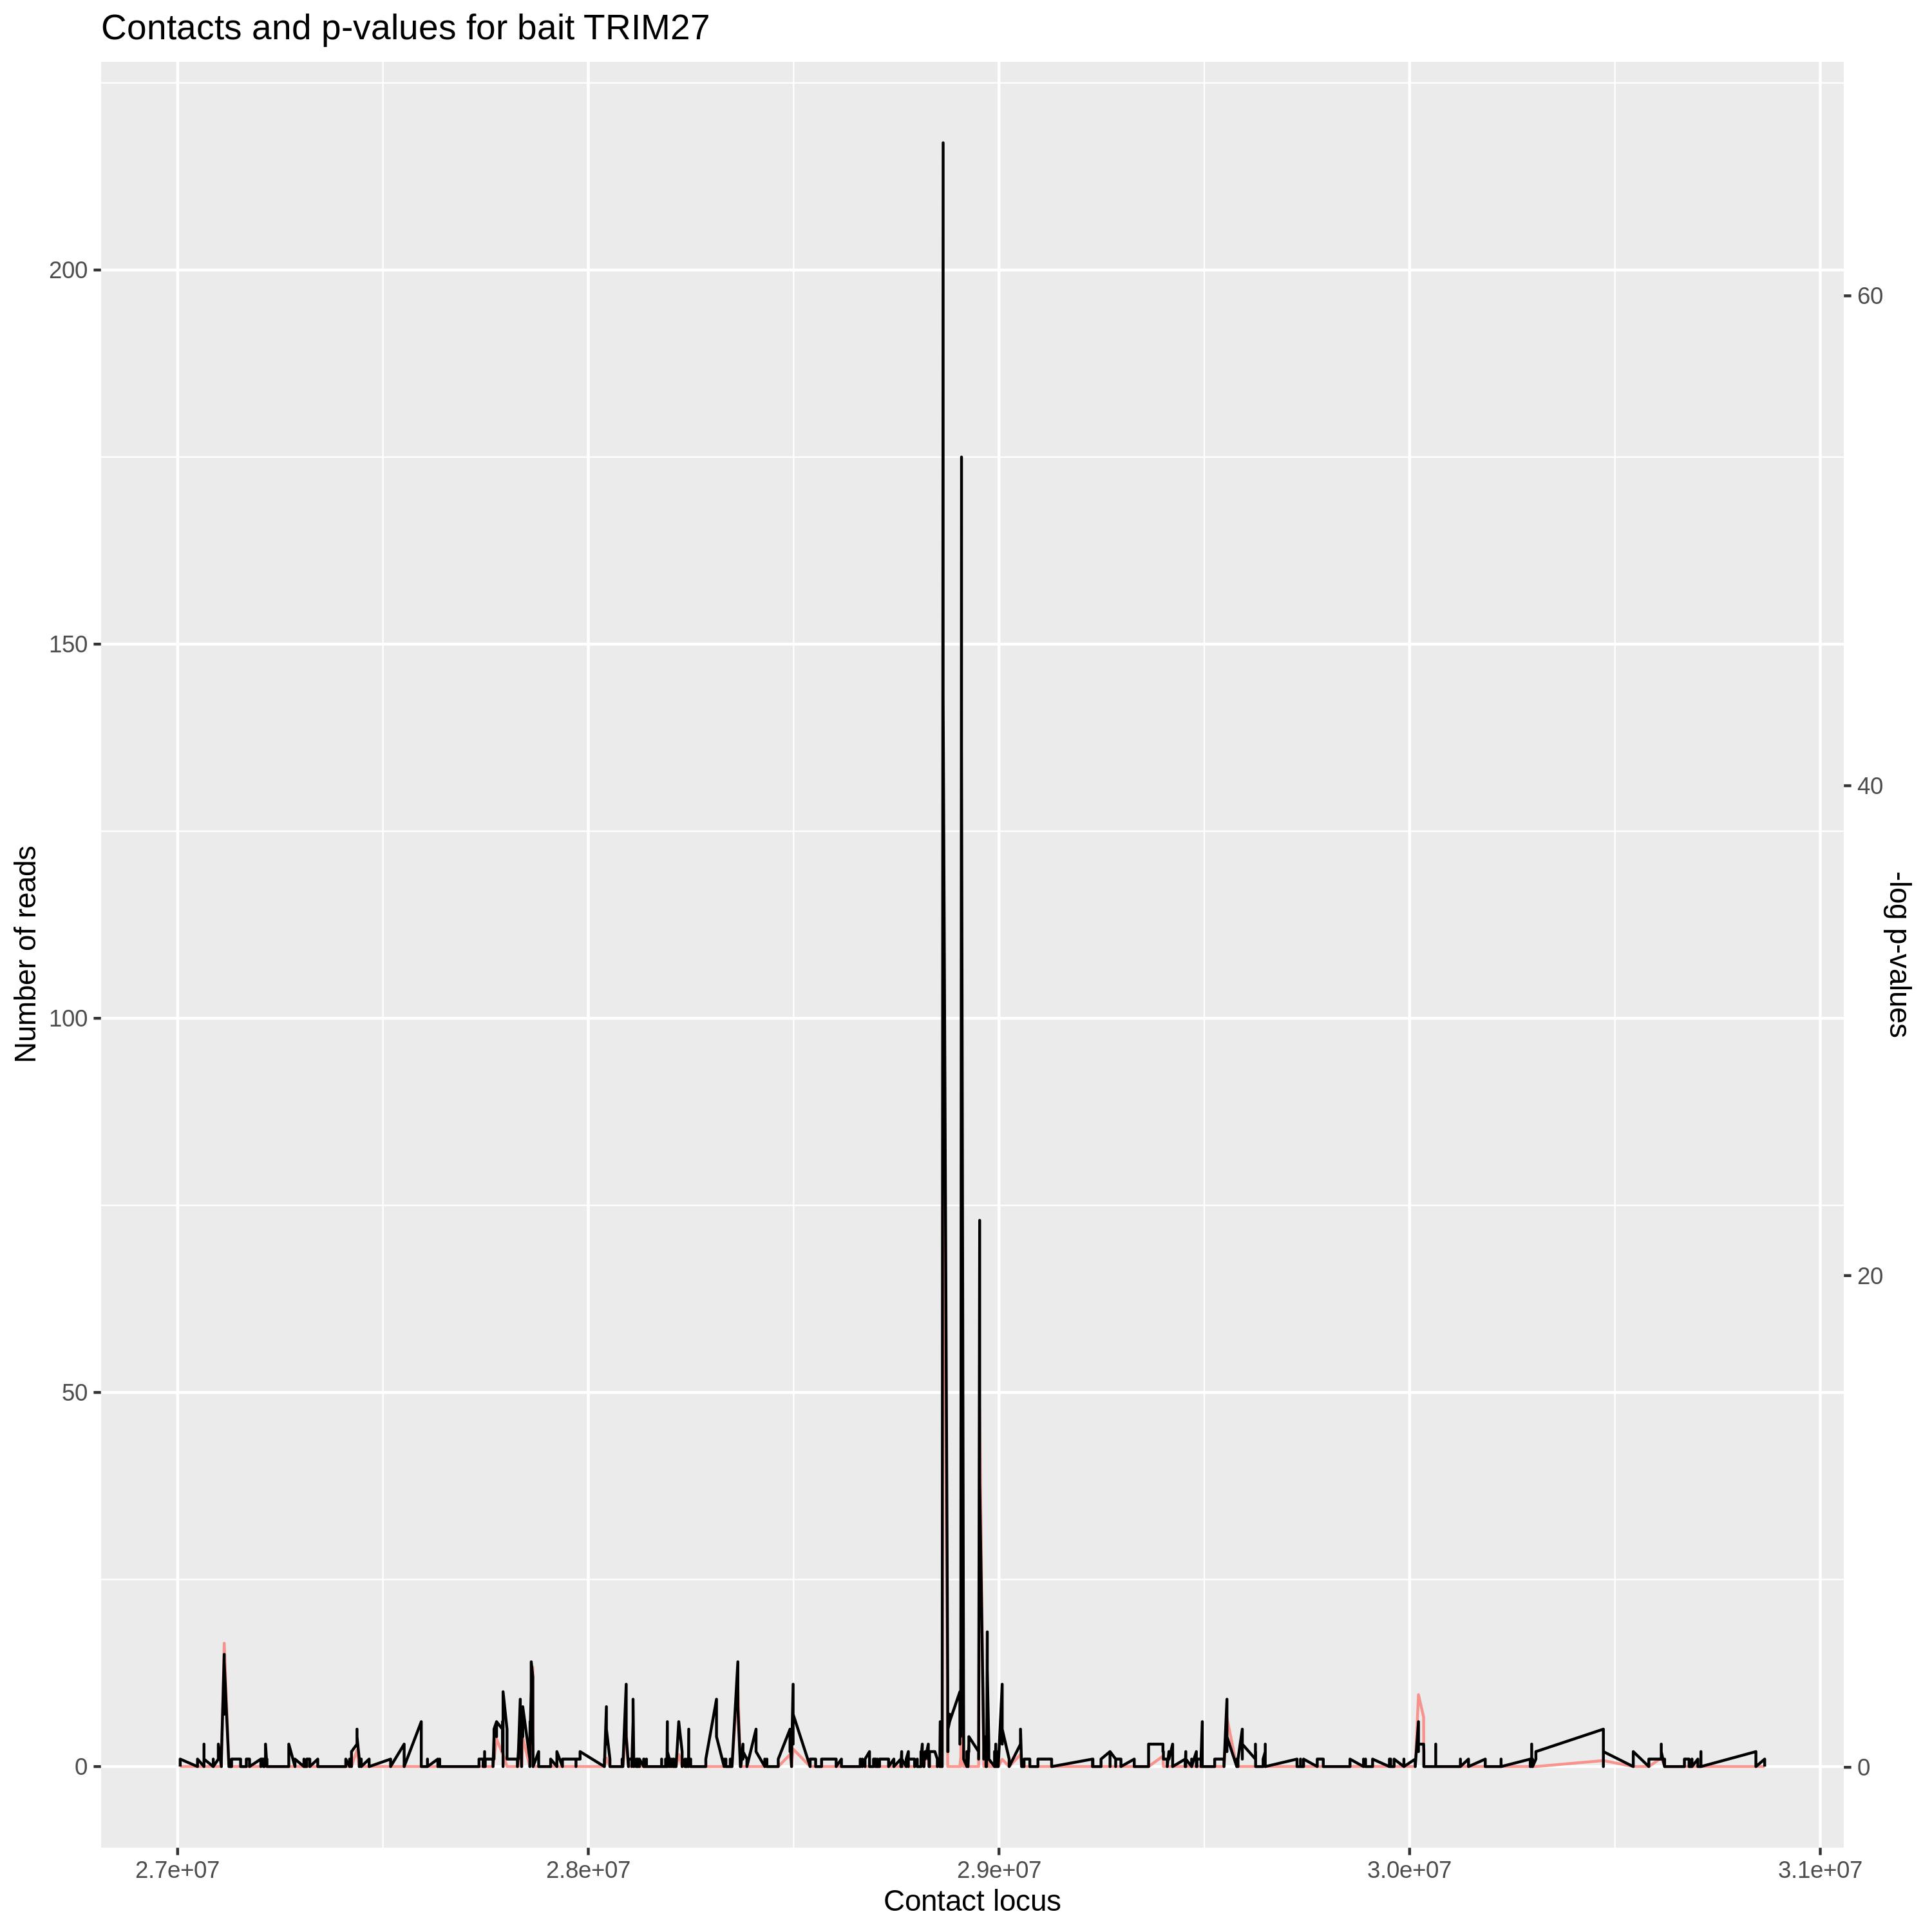 Contacts and p-values for bait TRIM27
Number of reads
200
150
100
50
0
60
40
20
0
-log p-values
2.7e+07
2.8e+07
2.9e+07
3.0e+07
3.1e+07
Contact locus